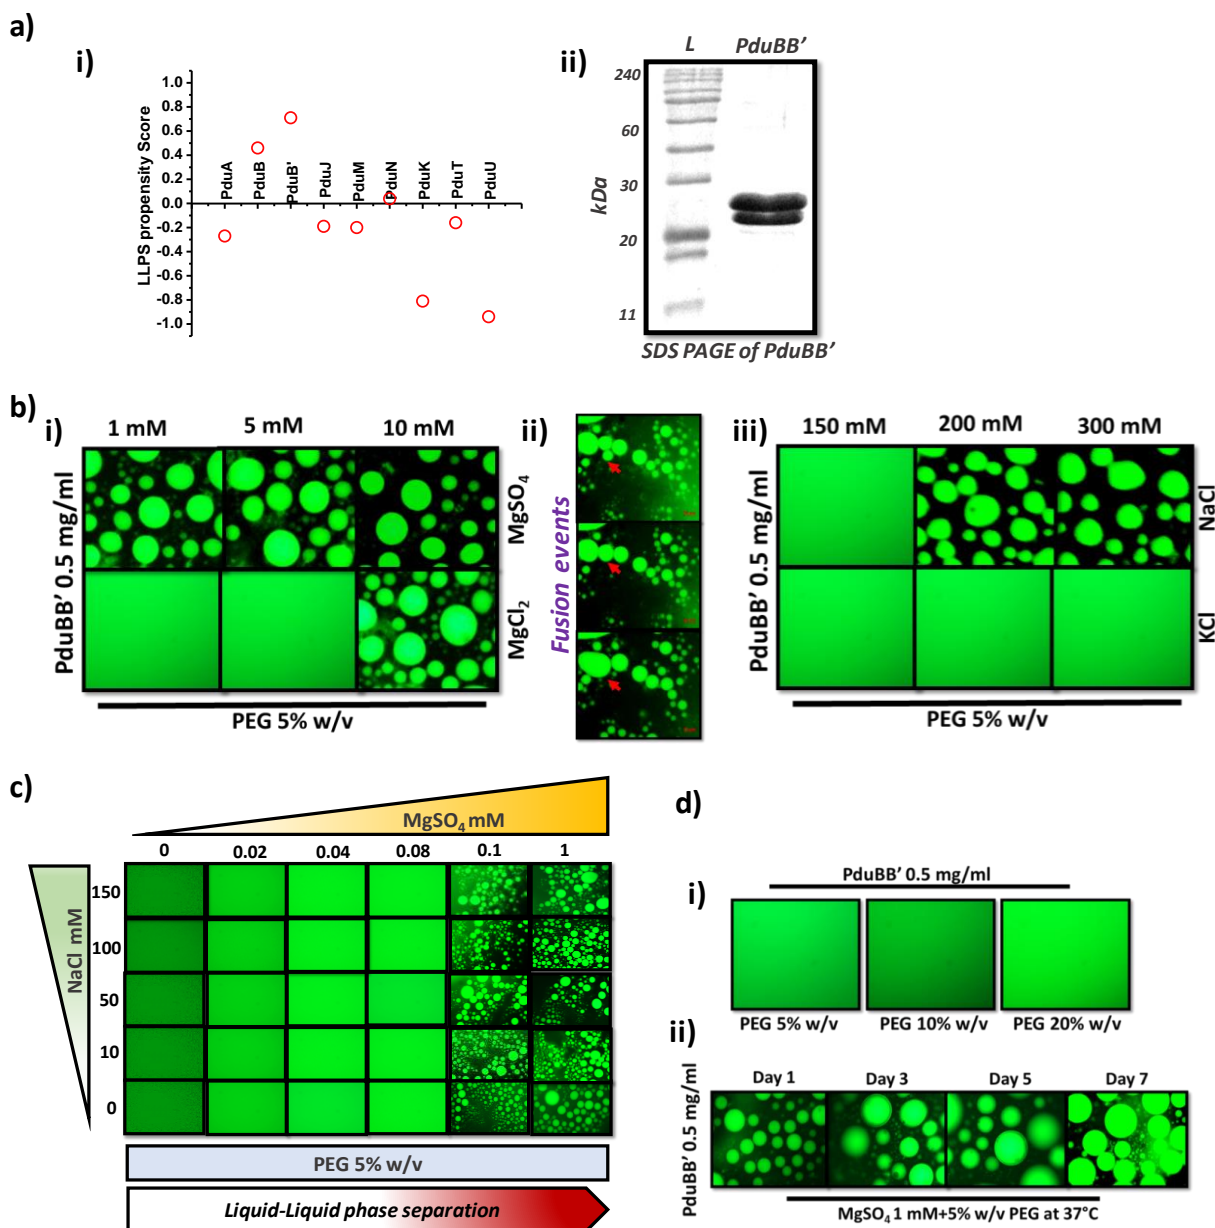 a)
i)
LLPS propensity Score
1.0
0.8
0.6
0.4
0.2
0.0
-0.2
-0.4
-0.6
-0.8
-1.0
PduA
PduB
PduB'
PduJ
PduM
PduN
PduK
PduT
PduU
ii)
L PduBB’
kDa
240
60
30
20
11
SDS PAGE of PduBB’
b)
i)
1 mM 5 mM 10 mM
PduBB’ 0.5 mg/ml
MgSO4
MgCl2
PEG 5% w/v
ii)
Fusion events
iii)
150 mM 200 mM 300 mM
PduBB’ 0.5 mg/ml
NaCl
KCl
PEG 5% w/v
c)
MgSO4 mM
0 0.02 0.04 0.08 0.1 1
NaCl mM
150
100
50
10
0
PEG 5% w/v
Liquid-Liquid phase separation
d)
i)
PduBB’ 0.5 mg/ml
PEG 5% w/v PEG 10% w/v PEG 20% w/v
ii)
Day 1 Day 3 Day 5 Day 7
PduBB’ 0.5 mg/ml
MgSO4 1 mM+5% w/v PEG at 37°C